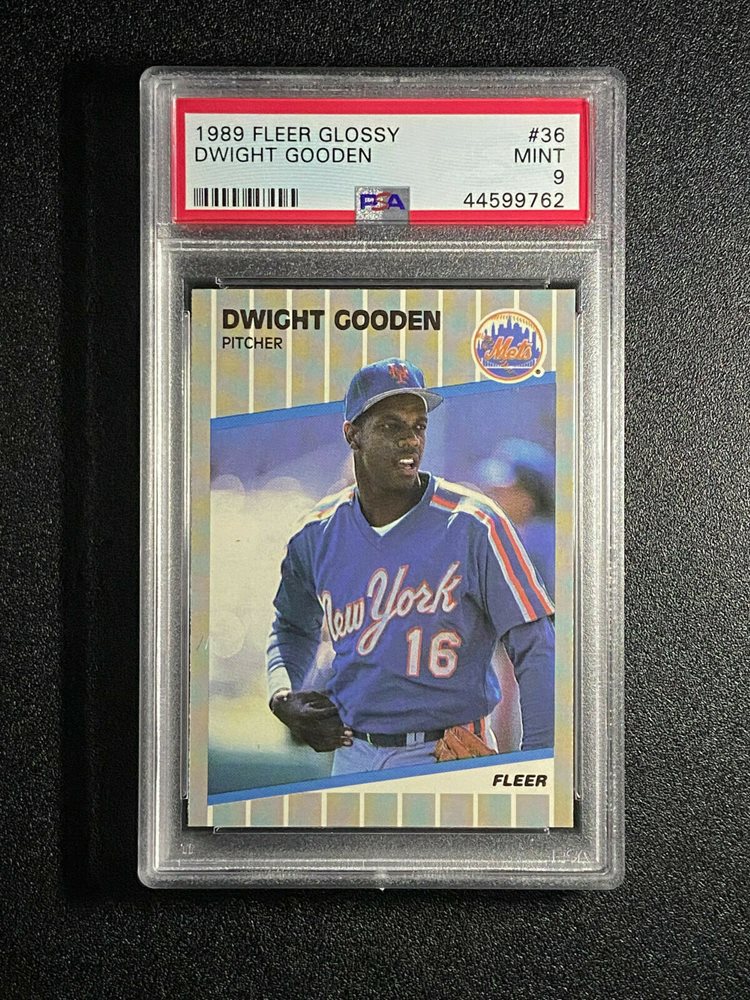 1989 FLEER GLOSSY #36
DWIGHT GOODEN MINT
9
PSA 44599762
DWIGHT GOODEN
PITCHER
Mets
NY
New York
16
FLEER
PSA